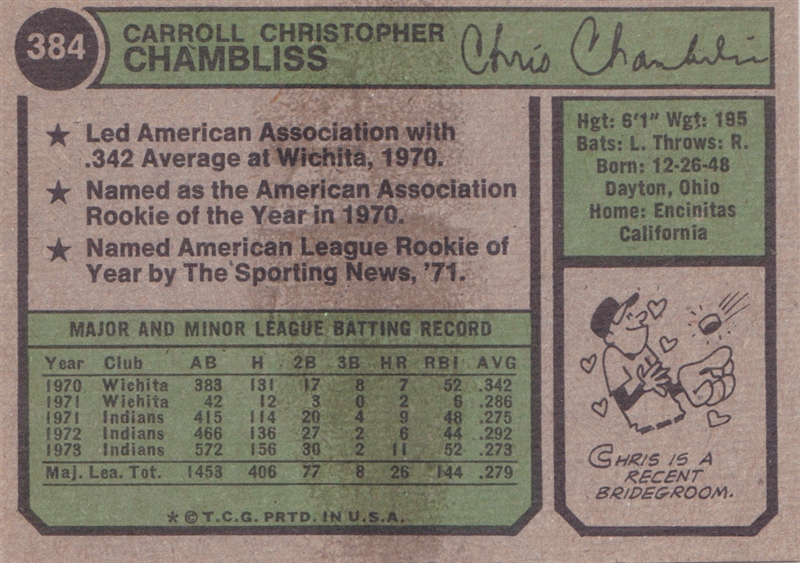 384
CARROLL CHRISTOPHER
CHAMBLISS
Chris Chambliss
★ Led American Association with
.342 Average at Wichita, 1970.
★ Named as the American Association
Rookie of the Year in 1970.
★ Named American League Rookie of
Year by The Sporting News, '71.
Hgt: 6'1" Wgt: 195
Bats: L. Throws: R.
Born: 12-26-48
Dayton, Ohio
Home: Encinitas
California
MAJOR AND MINOR LEAGUE BATTING RECORD
Year Club AB H 2B 3B HR RBI AVG
1970 Wichita 383 131 17 8 7 52 .342
1971 Wichita 42 12 3 0 2 6 .286
1971 Indians 415 114 20 4 9 48 .275
1972 Indians 466 136 27 2 6 44 .292
1973 Indians 572 156 30 2 11 52 .273
Maj. Lea. Tot. 1453 406 77 8 26 144 .279
* © T.C.G. PRTD. IN U.S.A.
CHRIS IS A
RECENT
BRIDEGROOM.